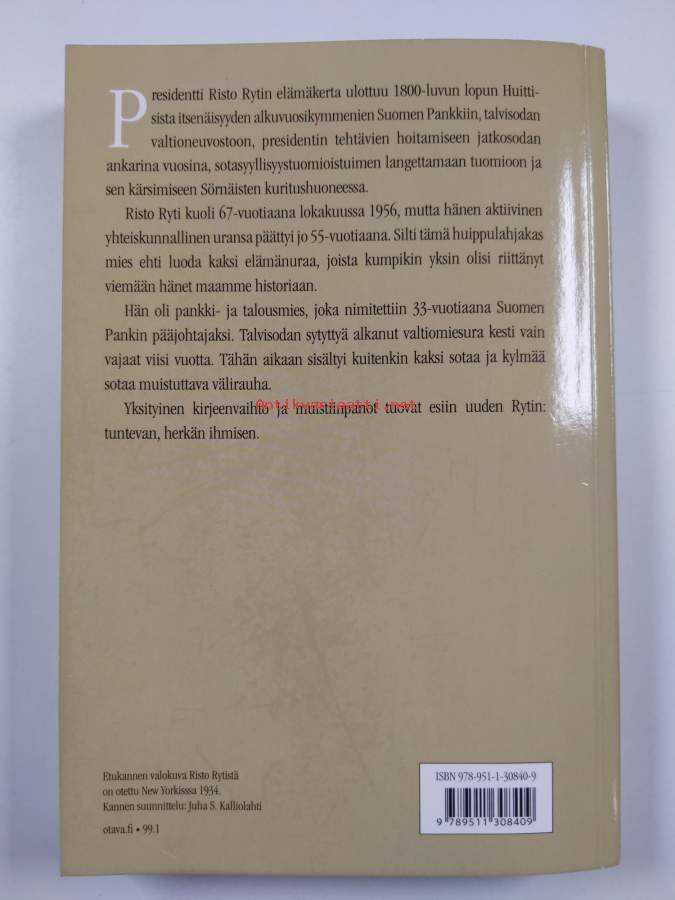 Presidentti Risto Rytin elämäkerta ulottuu 1800-luvun lopun Huitti-
sista itsenäisyyden alkuvuosikymmenien Suomen Pankkiin, talvisodan
valtioneuvostoon, presidentin tehtävien hoitamiseen jatkosodan
ankarina vuosina, sotasyyllisyystuomioistuimen langettamaan tuomioon ja
sen kärsimiseen Sörnäisten kuritushuoneessa.
Risto Ryti kuoli 67-vuotiaana lokakuussa 1956, mutta hänen aktiivinen
yhteiskunnallinen uransa päättyi jo 55-vuotiaana. Silti tämä huippulahjakas
mies ehti luoda kaksi elämänuraa, joista kumpikin yksin olisi riittänyt
viemään hänet maamme historiaan.
Hän oli pankki- ja talousmies, joka nimitettiin 33-vuotiaana Suomen
Pankin pääjohtajaksi. Talvisodan sytyttyä alkanut valtiomiesura kesti vain
vajaat viisi vuotta. Tähän aikaan sisältyi kuitenkin kaksi sotaa ja kylmää
sotaa muistuttava välirauha.
Antikvariaatti.net
Yksityinen kirjeenvaihto ja muistiinpanot tuovat esiin uuden Rytin:
tuntevan, herkän ihmisen.
Etukannen valokuva Risto Rytistä
on otettu New Yorkisssa 1934.
Kannen suunnittelu: Juha S. Kalliolahti
otava.fi • 99.1
ISBN 978-951-1-30840-9
9 789511 308409